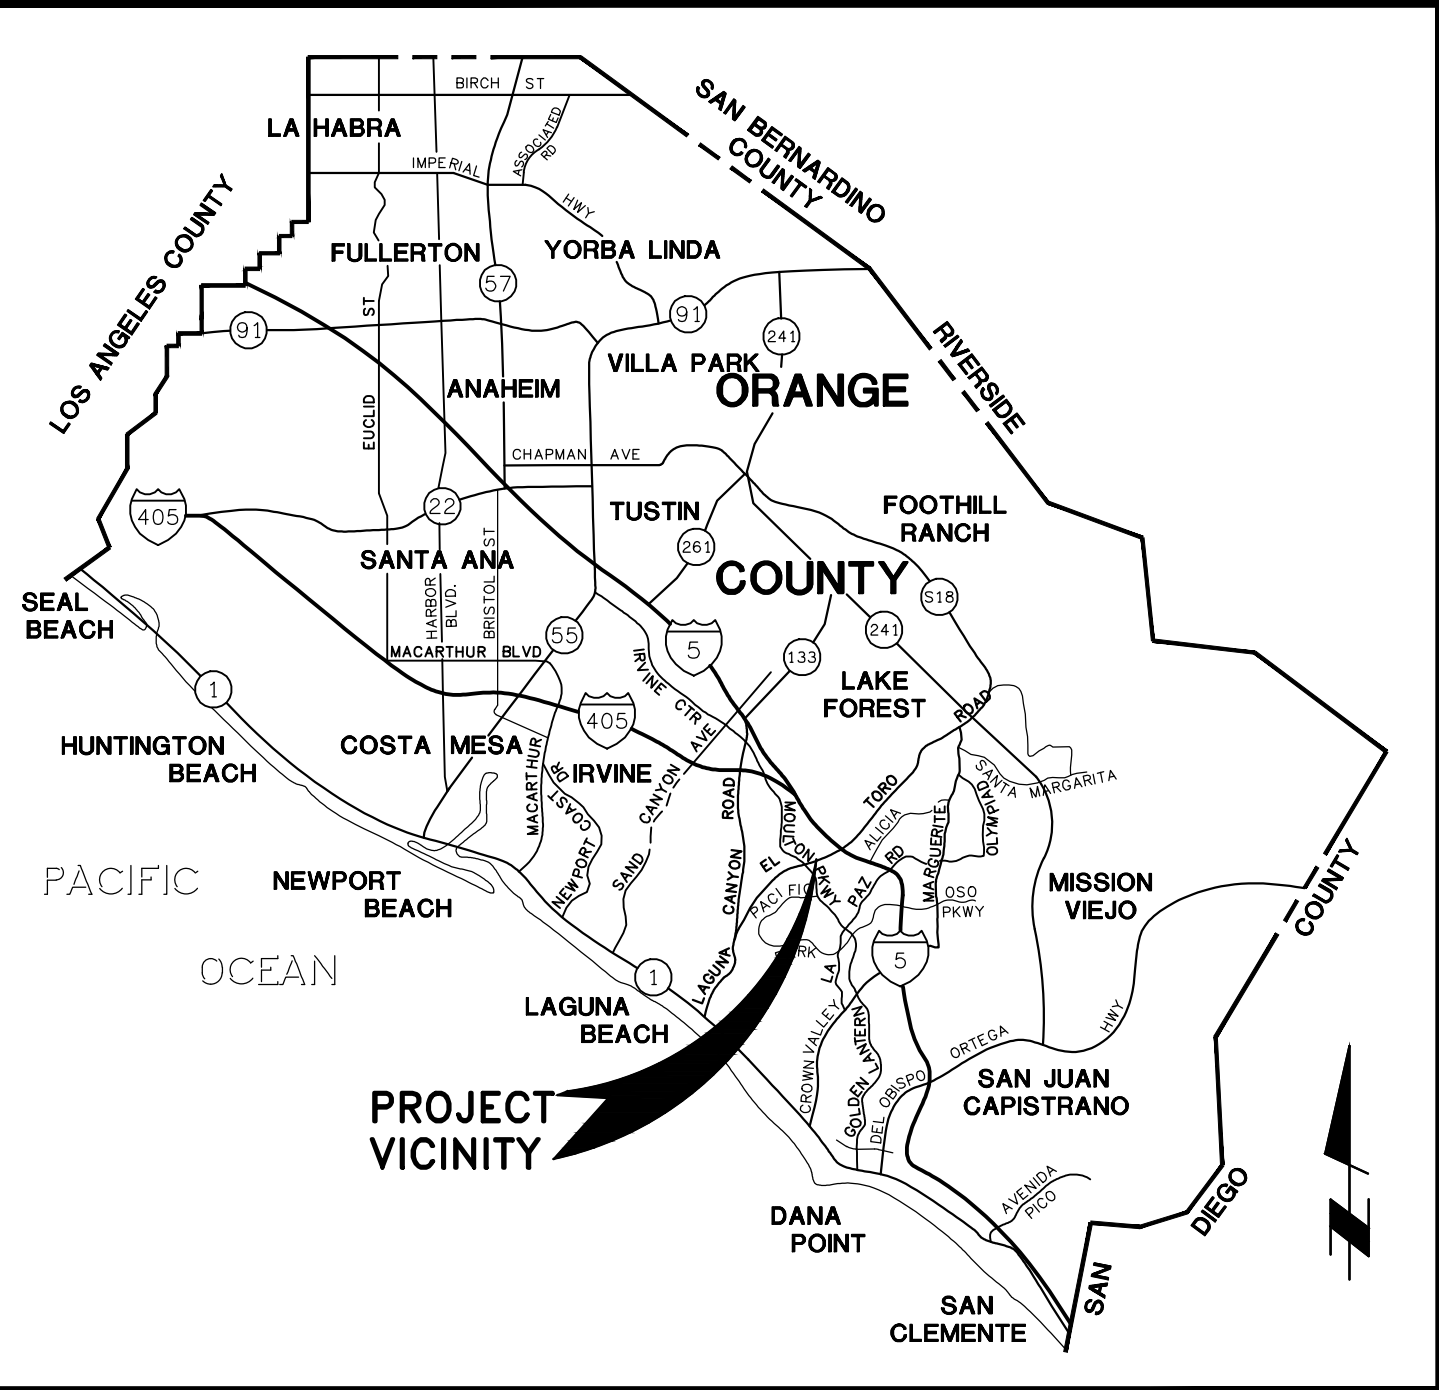 BIRCH ST
SAN BERNARDINO
COUNTY
LA HABRA
ASSOCIATED
RD
IMPERIAL
HWY
LOS ANGELES COUNTY
FULLERTON
YORBA LINDA
57
EUCLID ST
91
91
241
RIVERSIDE
VILLA PARK
ORANGE
ANAHEIM
CHAPMAN AVE
405
22
TUSTIN
FOOTHILL
RANCH
261
SANTA ANA
HARBOR
BLVD.
BRISTOL ST
COUNTY
S18
SEAL
BEACH
55
5
241
133
MACARTHUR BLVD
IRVINE CTR
1
405
LAKE
FOREST
ROAD
HUNTINGTON
BEACH
COSTA MESA
MACARTHUR
IRVINE
NEWPORT COAST DR
SAND CANYON AVE
LAGUNA CANYON ROAD
MOULTON PKWY
EL TORO
ALICIA
SANTA MARGARITA
OLYMPIAD
MARGUERITE
LA PAZ RD
PACIFIC
PARK
OSO
PKWY
MISSION
VIEJO
COUNTY
PACIFIC
OCEAN
NEWPORT
BEACH
5
1
LAGUNA
BEACH
CROWN VALLEY
GOLDEN LANTERN
DEL OBISPO
ORTEGA
HWY
SAN JUAN
CAPISTRANO
PROJECT
VICINITY
AVENIDA
PICO
DIEGO
DANA
POINT
SAN
SAN
CLEMENTE
N